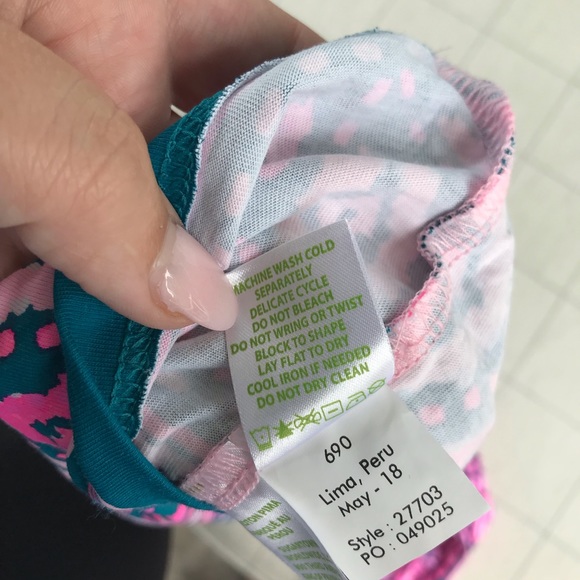 MACHINE WASH COLD
SEPARATELY
DELICATE CYCLE
DO NOT BLEACH
DO NOT WRING OR TWIST
BLOCK TO SHAPE
LAY FLAT TO DRY
COOL IRON IF NEEDED
DO NOT DRY CLEAN
690
Lima, Peru
May - 18
Style : 27703
PO : 049025